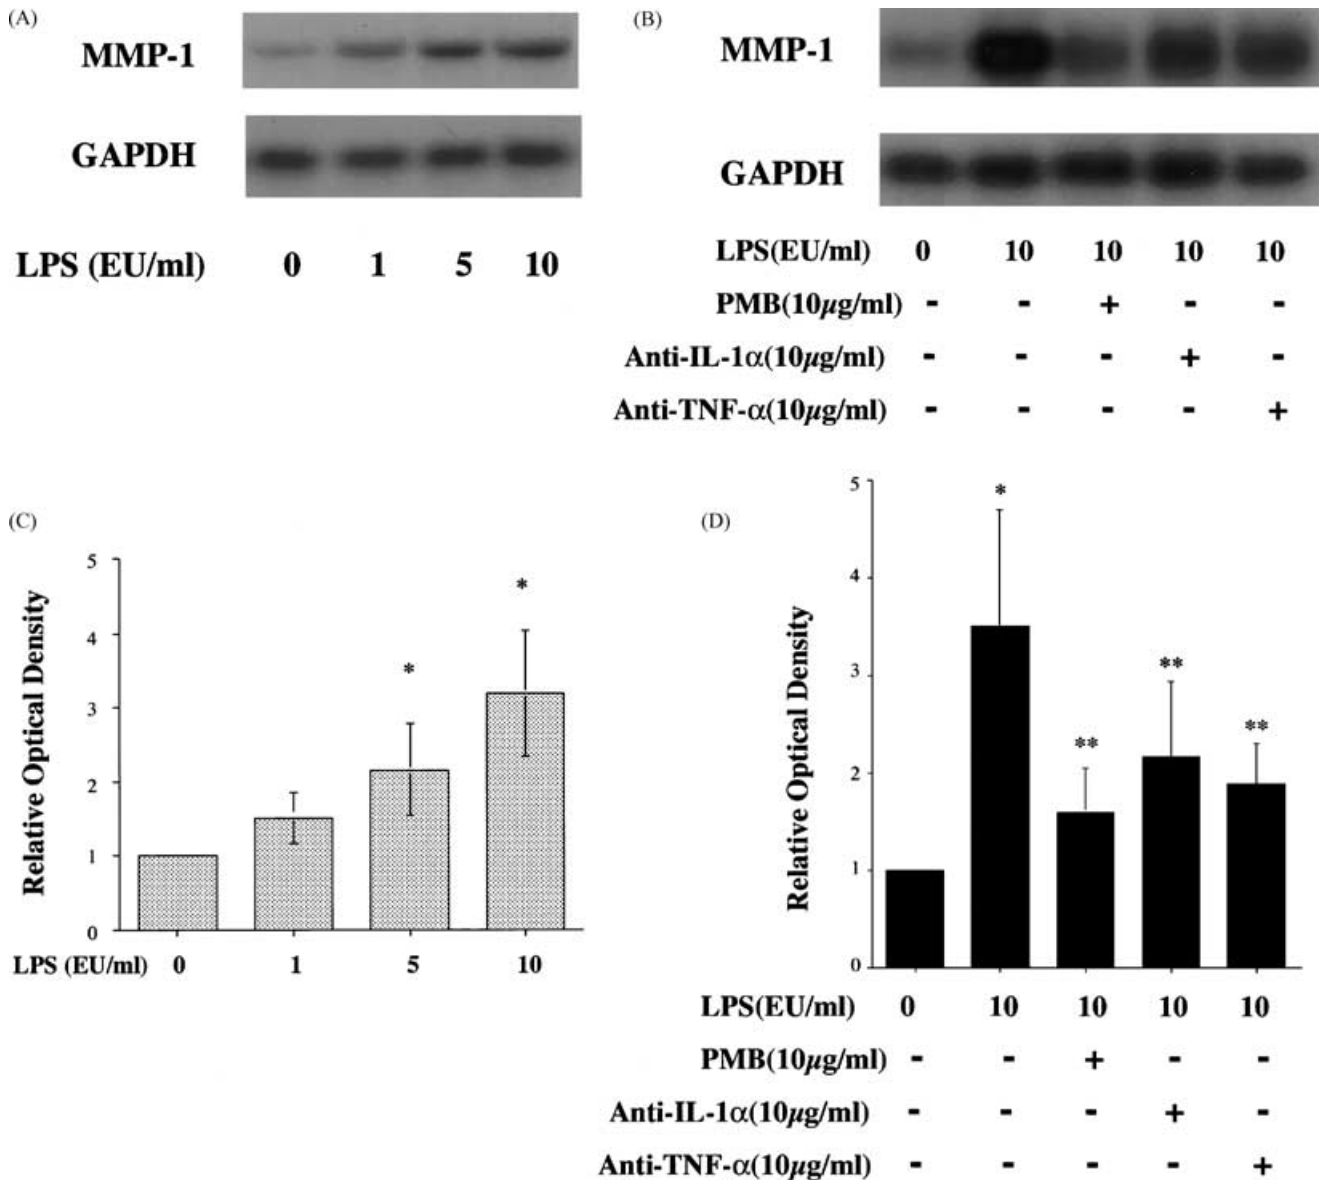 (A)
MMP-1
GAPDH
LPS (EU/ml) 0 1 5 10
(B)
MMP-1
GAPDH
LPS(EU/ml) 0 10 10 10 10
PMB(10µg/ml) - - + - -
Anti-IL-1α(10µg/ml) - - - + -
Anti-TNF-α(10µg/ml) - - - - +
(C)
Relative Optical Density
5
4
3
2
1
0
* *
LPS (EU/ml) 0 1 5 10
(D)
Relative Optical Density
5
4
3
2
1
0
* ** ** **
LPS(EU/ml) 0 10 10 10 10
PMB(10µg/ml) - - + - -
Anti-IL-1α(10µg/ml) - - - + -
Anti-TNF-α(10µg/ml) - - - - +